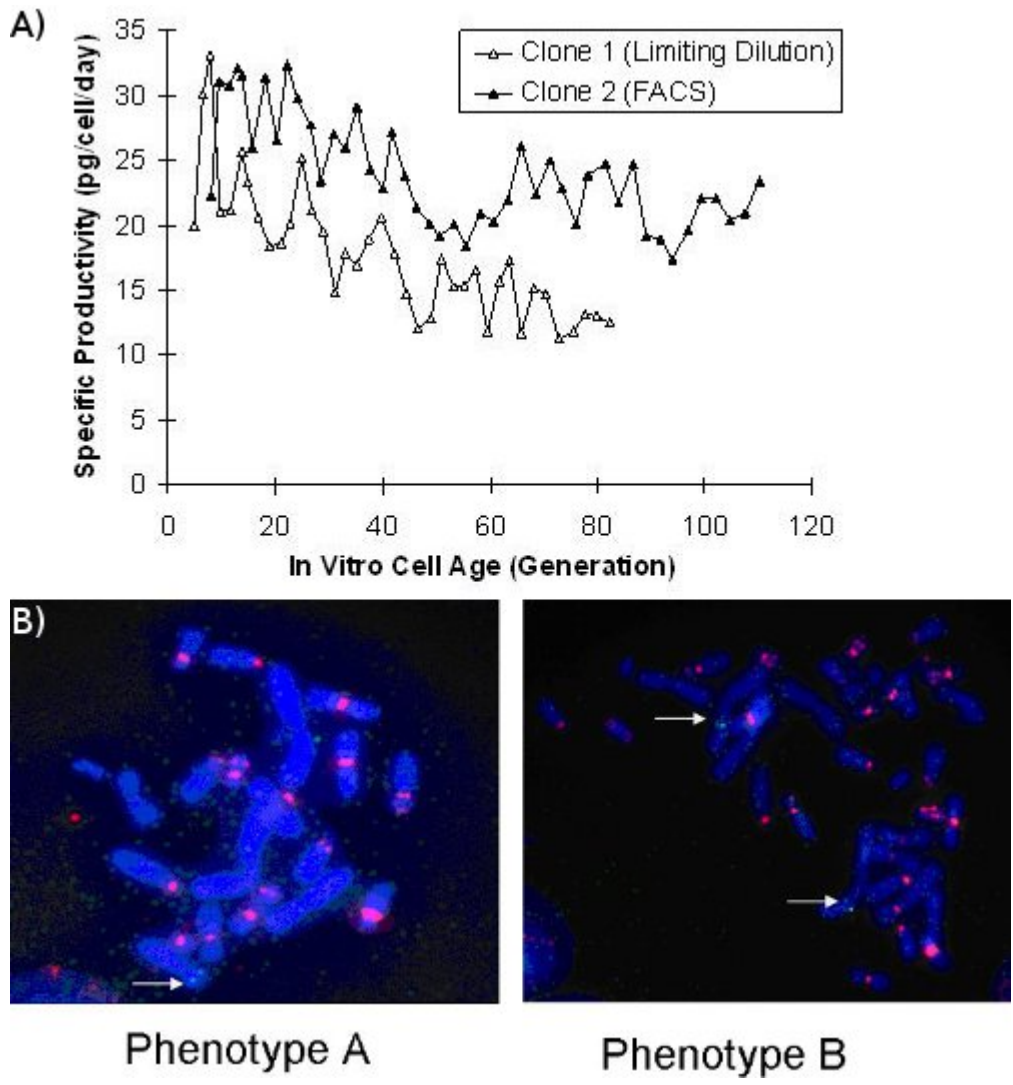 A)
Specific Productivity (pg/cell/day)
35
30
25
20
15
10
5
0
Clone 1 (Limiting Dilution)
Clone 2 (FACS)
0 20 40 60 80 100 120
In Vitro Cell Age (Generation)
B)
Phenotype A
Phenotype B